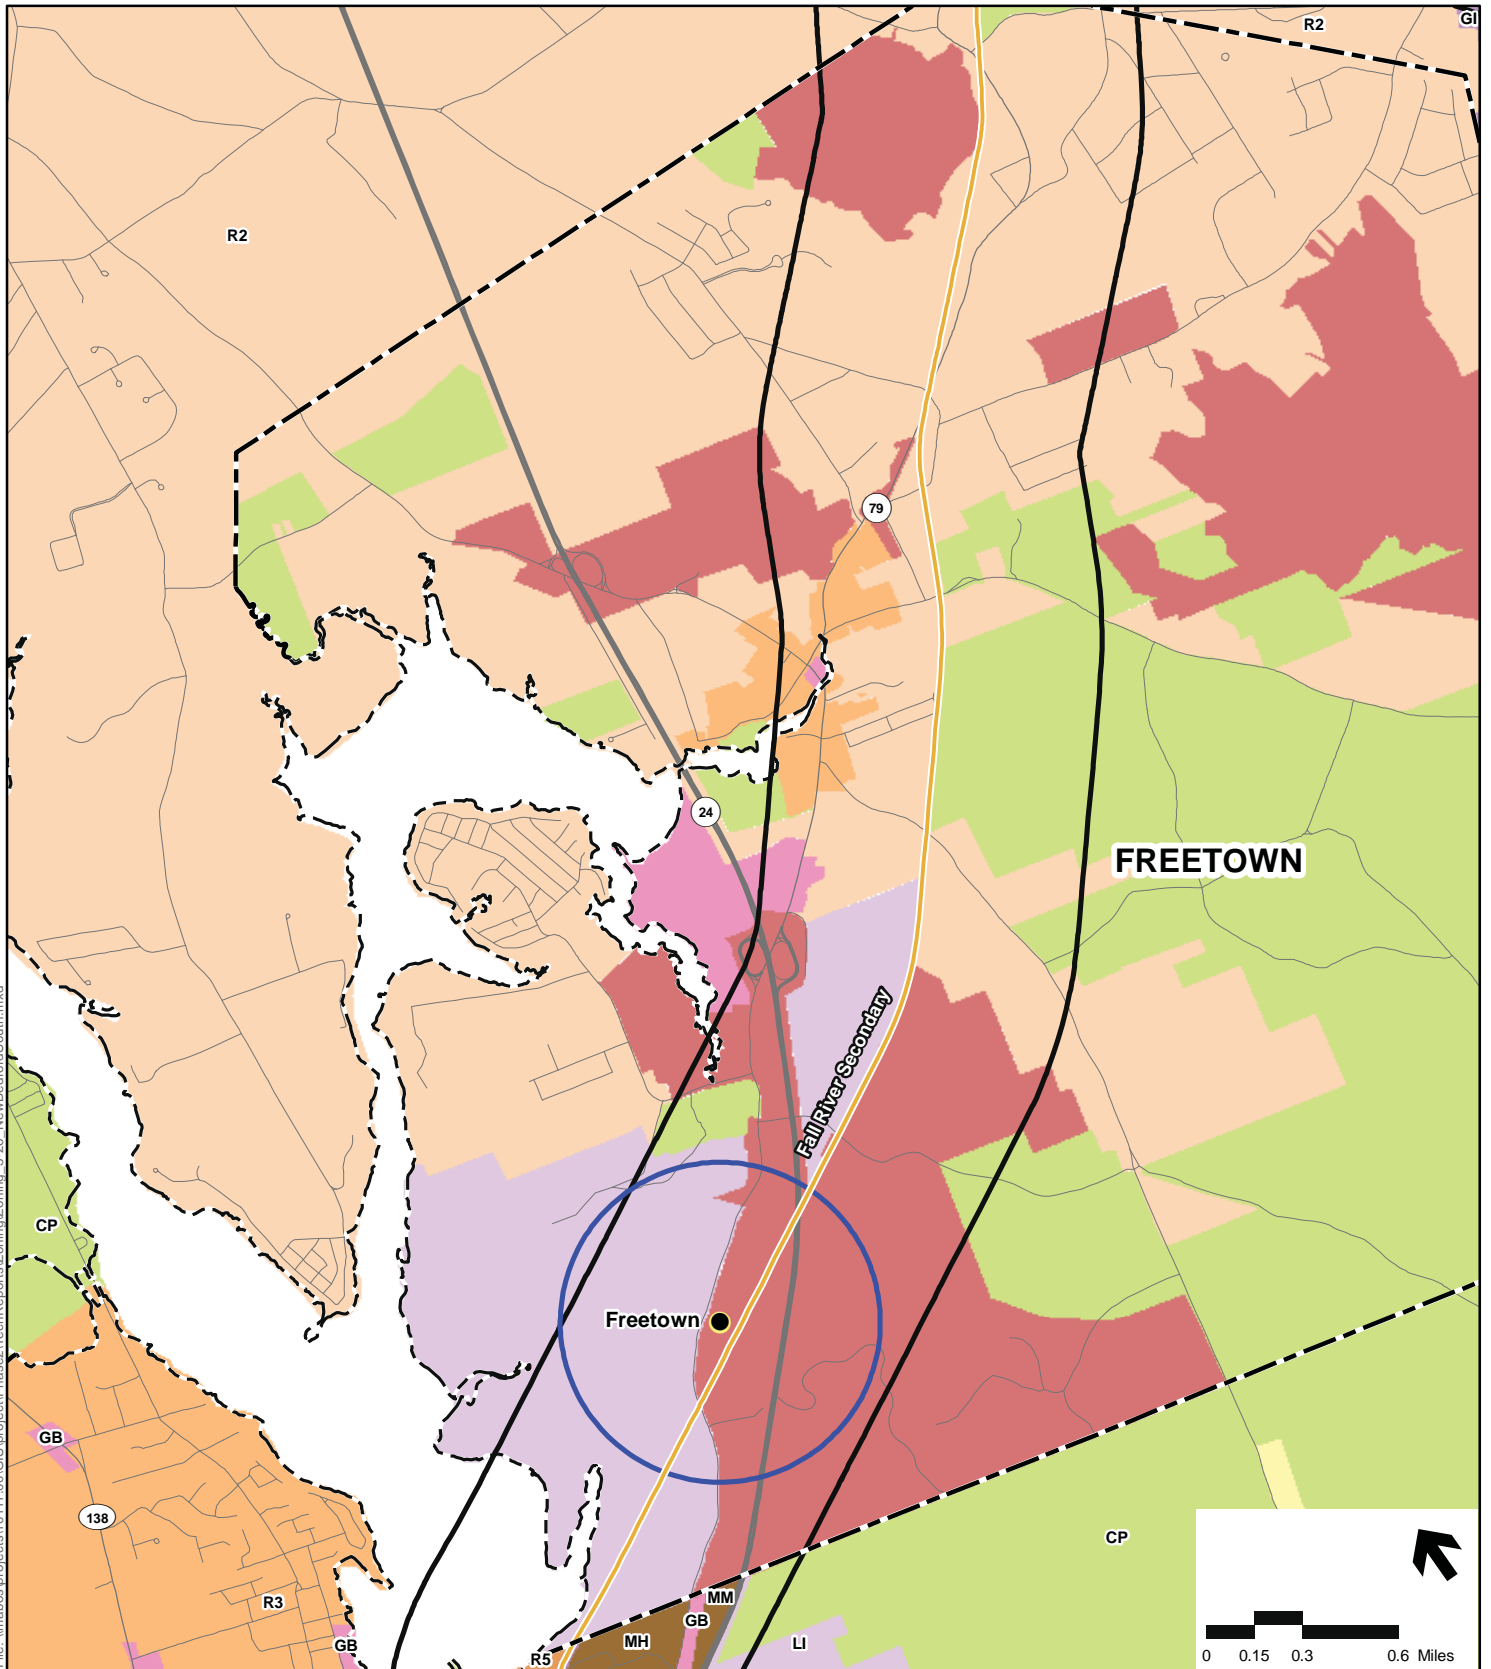 R2
GI
R2
79
24
FREETOWN
Fall River Secondary
CP
Freetown
GB
138
CP
R3
MM
GB
GB
MH
LI
R5
0 0.15 0.3 0.6 Miles